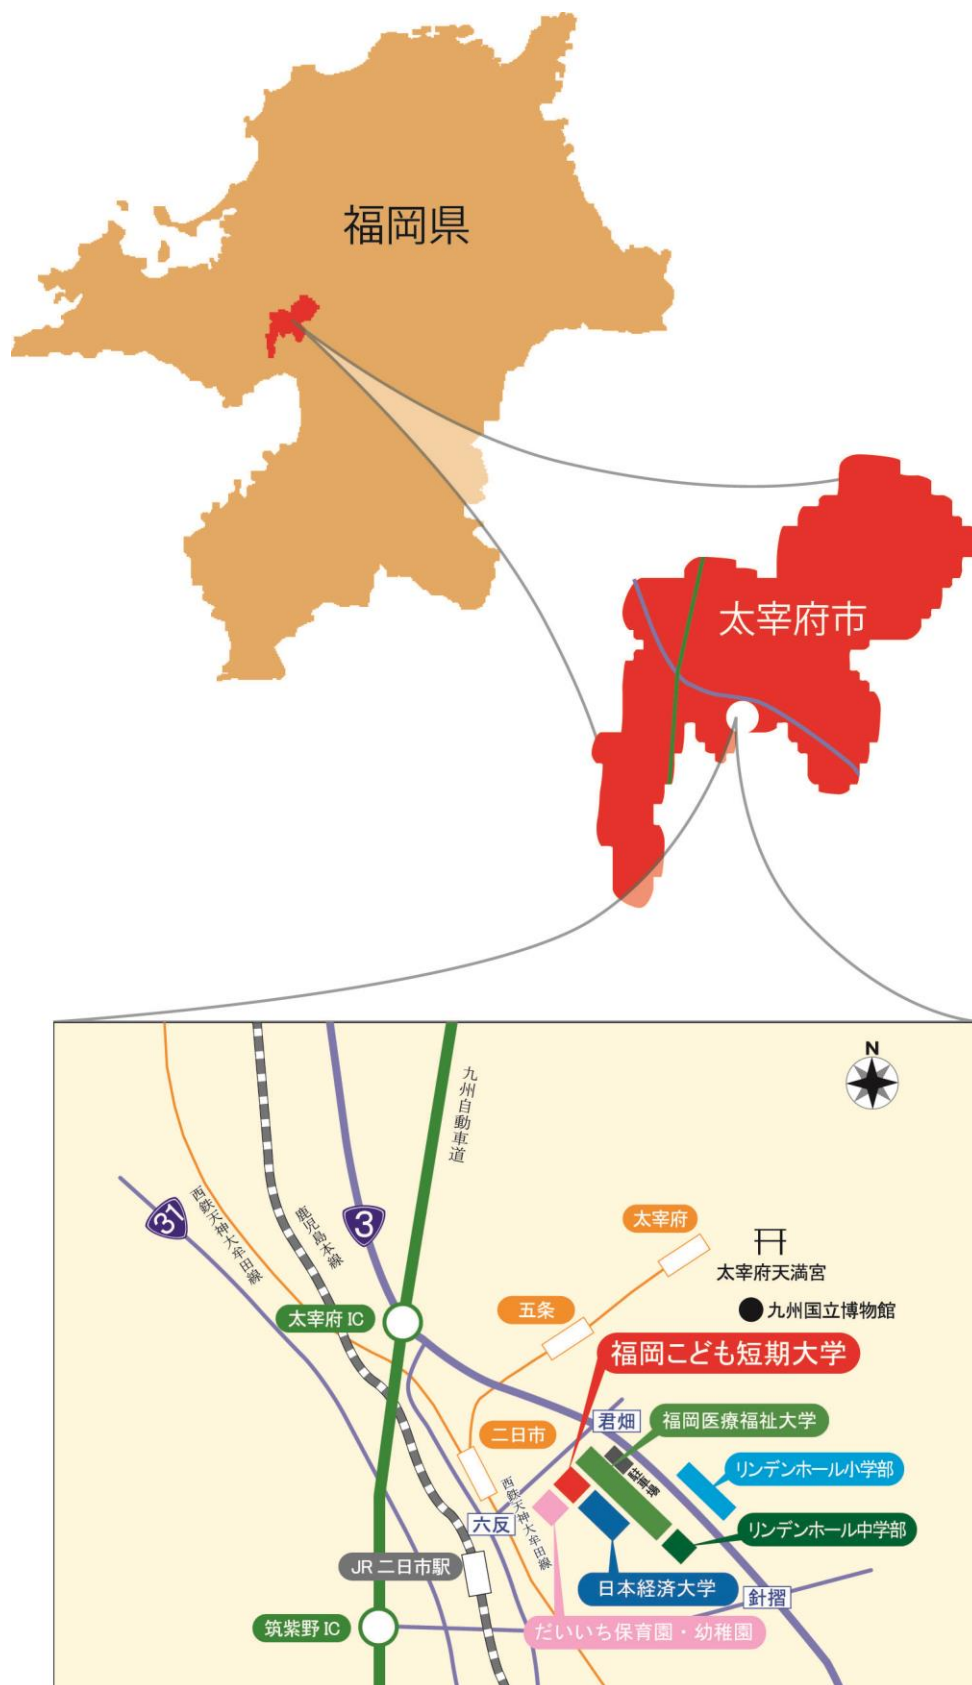 福岡県
太宰府市
N
九州自動車道
西鉄天神大牟田線
鹿児島本線
31
3
太宰府
太宰府天満宮
九州国立博物館
太宰府 IC
五条
福岡こども短期大学
君畑
福岡医療福祉大学
二日市
駐車場
リンデンホール小学部
西鉄天神大牟田線
六反
リンデンホール中学部
JR 二日市駅
日本経済大学
針摺
筑紫野 IC
だいいち保育園・幼稚園